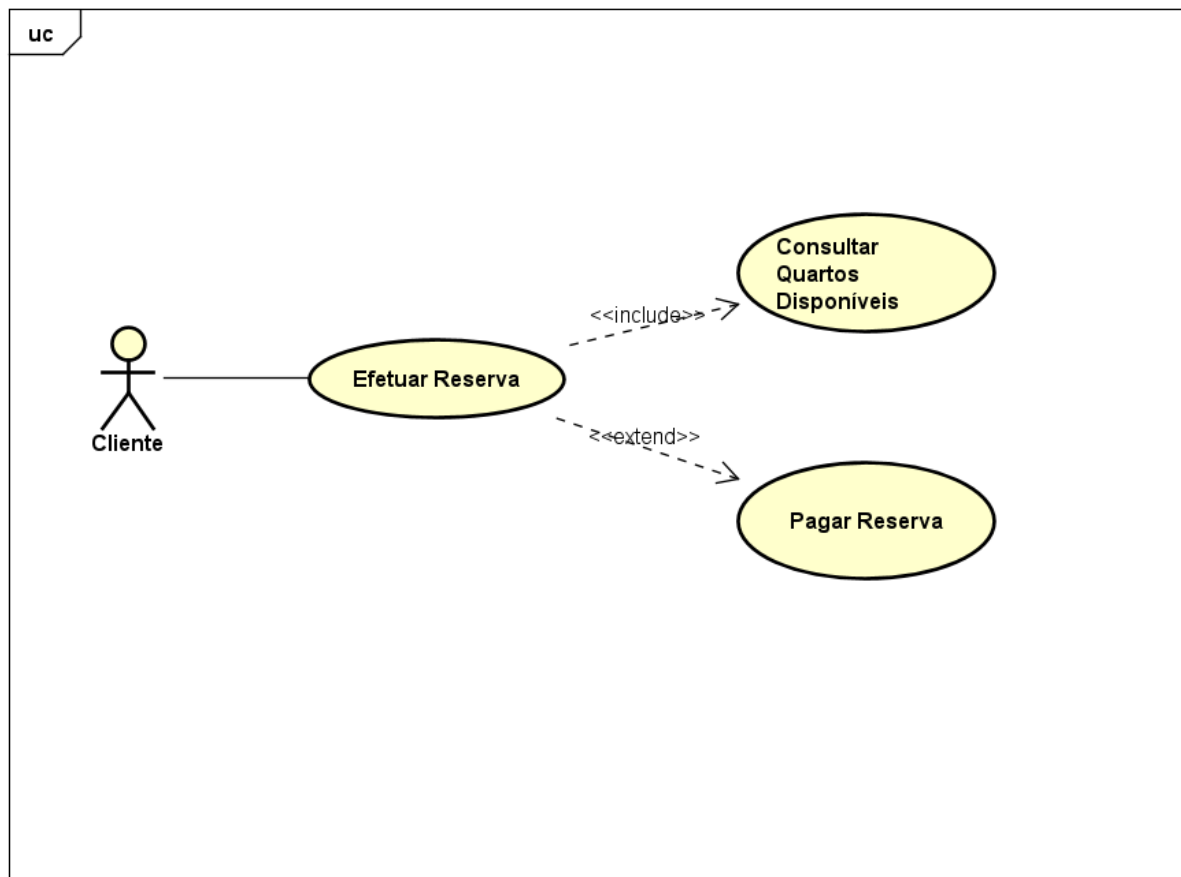 uc
Consultar
Quartos
Disponíveis
<<include>>
Efetuar Reserva
Cliente
<<extend>>
Pagar Reserva